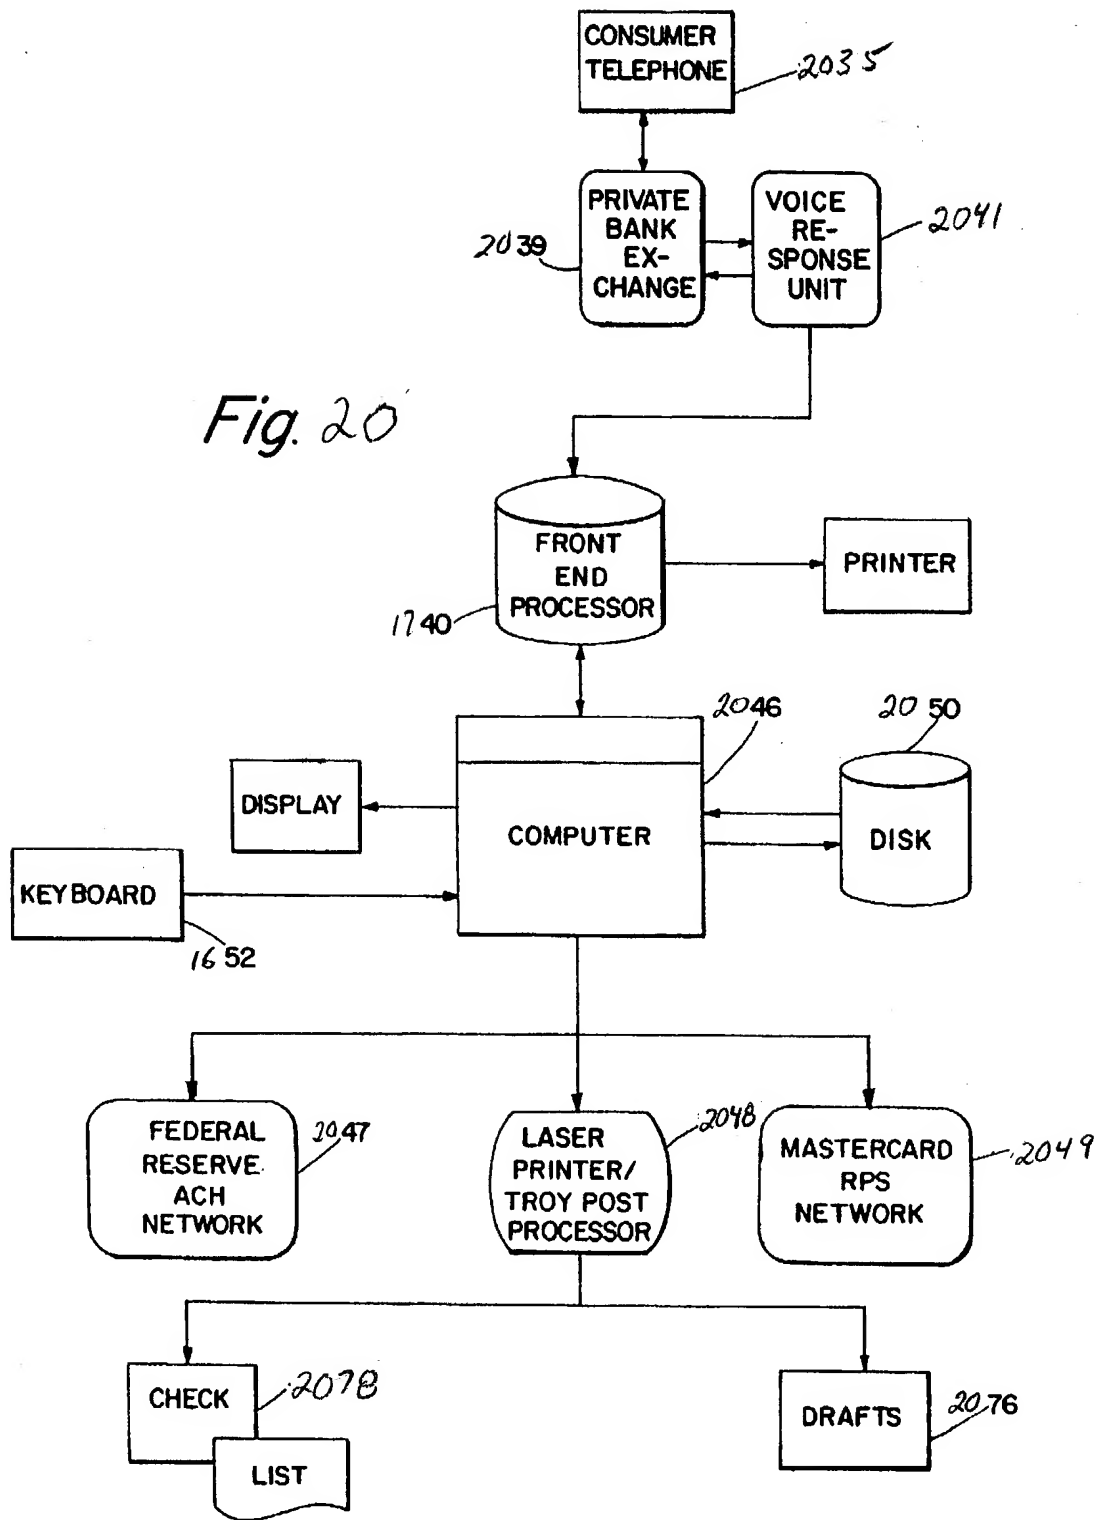 CONSUMER
TELEPHONE
2035
PRIVATE
BANK
EX-
CHANGE
2039
VOICE
RE-
SPONSE
UNIT
2041
Fig. 20
FRONT
END
PROCESSOR
1740
PRINTER
2046
2050
DISPLAY
COMPUTER
DISK
KEYBOARD
1652
FEDERAL
RESERVE
ACH
NETWORK
2047
LASER
PRINTER/
TROY POST
PROCESSOR
2048
MASTERCARD
RPS
NETWORK
2049
CHECK
2078
LIST
DRAFTS
2076